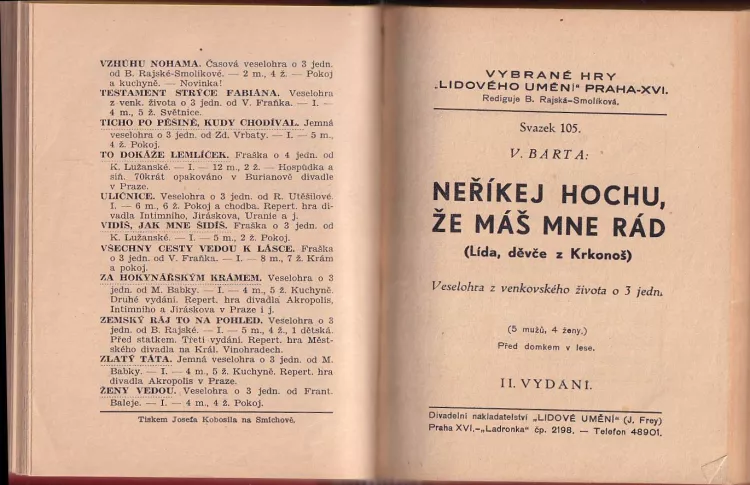 VZHŮRU NOHAMA. Časová veselohra o 3 jedn.
od B. Rajské-Smolíkové. — 2 m., 4 ž. — Pokoj
a kuchyně. — Novinka!
TESTAMENT STRÝCE FABIÁNA. Veselohra
z venk. života o 3 jedn. od V. Fraňka. — I. —
4 m., 5 ž. Světnice.
TICHO PO PĚŠINĚ, KUDY CHODÍVAL. Jemná
veselohra o 3 jedn. od Zd. Vrbaty. — I. — 5 m.,
4 ž. Pokoj.
TO DOKÁŽE LEMLÍČEK. Fraška o 4 jedn. od
K. Lužanské. — I. — 12 m., 2 ž. — Hospůdka a
síň. 70krát opakováno v Burianově divadle
v Praze.
ULIČNICE. Veselohra o 3 jedn. od R. Utěšilové.
I. — 6 m., 6 ž. Pokoj a chodba. Repert. hra di-
vadla Intimního, Jiráskova, Uranie a j.
VIDÍŠ, JAK MNE ŠIDÍŠ. Fraška o 3 jedn. od
K. Lužanské. — I. — 5 m., 2 ž. Pokoj.
VŠECHNY CESTY VEDOU K LÁSCE. Fraška
o 3 jedn. od V. Fraňka. — I. — 8 m., 7 ž. Krám
a pokoj.
ZA HOKYNÁŘSKÝM KRÁMEM. Veselohra o 3
jedn. od M. Babky. — I. — 4 m., 5 ž. Kuchyně.
Druhé vydání. Repert. hra divadla Akropolis,
Intimního a Jiráskova v Praze i j.
ZEMSKÝ RÁJ TO NA POHLED. Veselohra o 3
jedn. od B. Rajské. — I. — 5 m., 4 ž., 1 dětská.
Před statkem. Třetí vydání. Repert. hra Měst-
ského divadla na Král. Vinohradech.
ZLATÝ TÁTA. Jemná veselohra o 3 jedn. od M.
Babky. — I. — 4 m., 5 ž. Kuchyně. Repert. hra
divadla Akropolis v Praze.
ŽENY VEDOU. Veselohra o 3 jedn. od Frant.
Baleje. — I. — 4 m., 4 ž. Pokoj.
Tiskem Josefa Kobosila na Smíchově.
VYBRANÉ HRY
„LIDOVÉHO UMĚNÍ" PRAHA-XVI.
Rediguje B. Rajská-Smolíková.
Svazek 105.
V. BARTA:
NEŘÍKEJ HOCHU,
ŽE MÁŠ MNE RÁD
(Lída, děvče z Krkonoš)
Veselohra z venkovského života o 3 jedn.
(5 mužů, 4 ženy.)
Před domkem v lese.
II. VYDANI.
Divadelní nakladatelství „LIDOVÉ UMĚNÍ" (J. Frey)
Praha XVI.-„Ladronka" čp. 2198. — Telefon 48901.